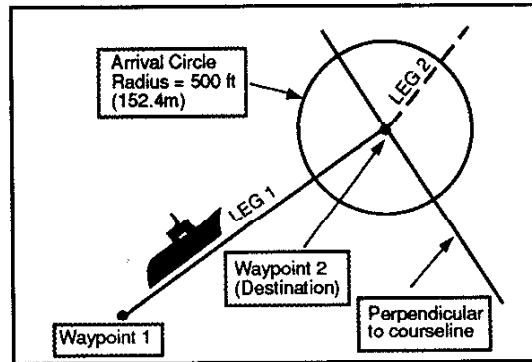 Arrival Circle
Radius = 500 ft
(152.4m)
LEG 2
LEG 1
Waypoint 2
(Destination)
Perpendicular
to courseline
Waypoint 1